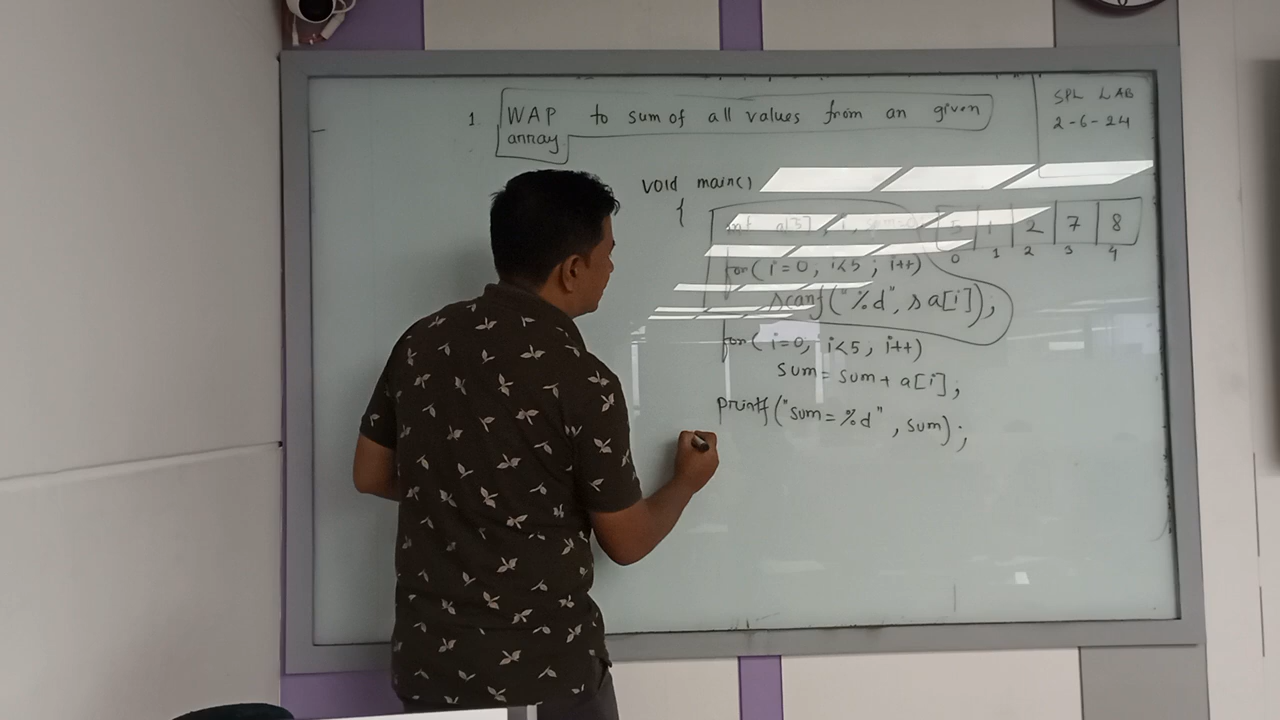 1. WAP to sum of all values from an given
array
SPL LAB
2-6-24
void main()
{
int a[5], i, sum=0
5 1 2 7 8
0 1 2 3 4
for(i=0, i<5; i++)
scanf("%d", &a[i]),
for(i=0, i<5, i++)
sum = sum + a[i];
printf("sum=%d", sum);